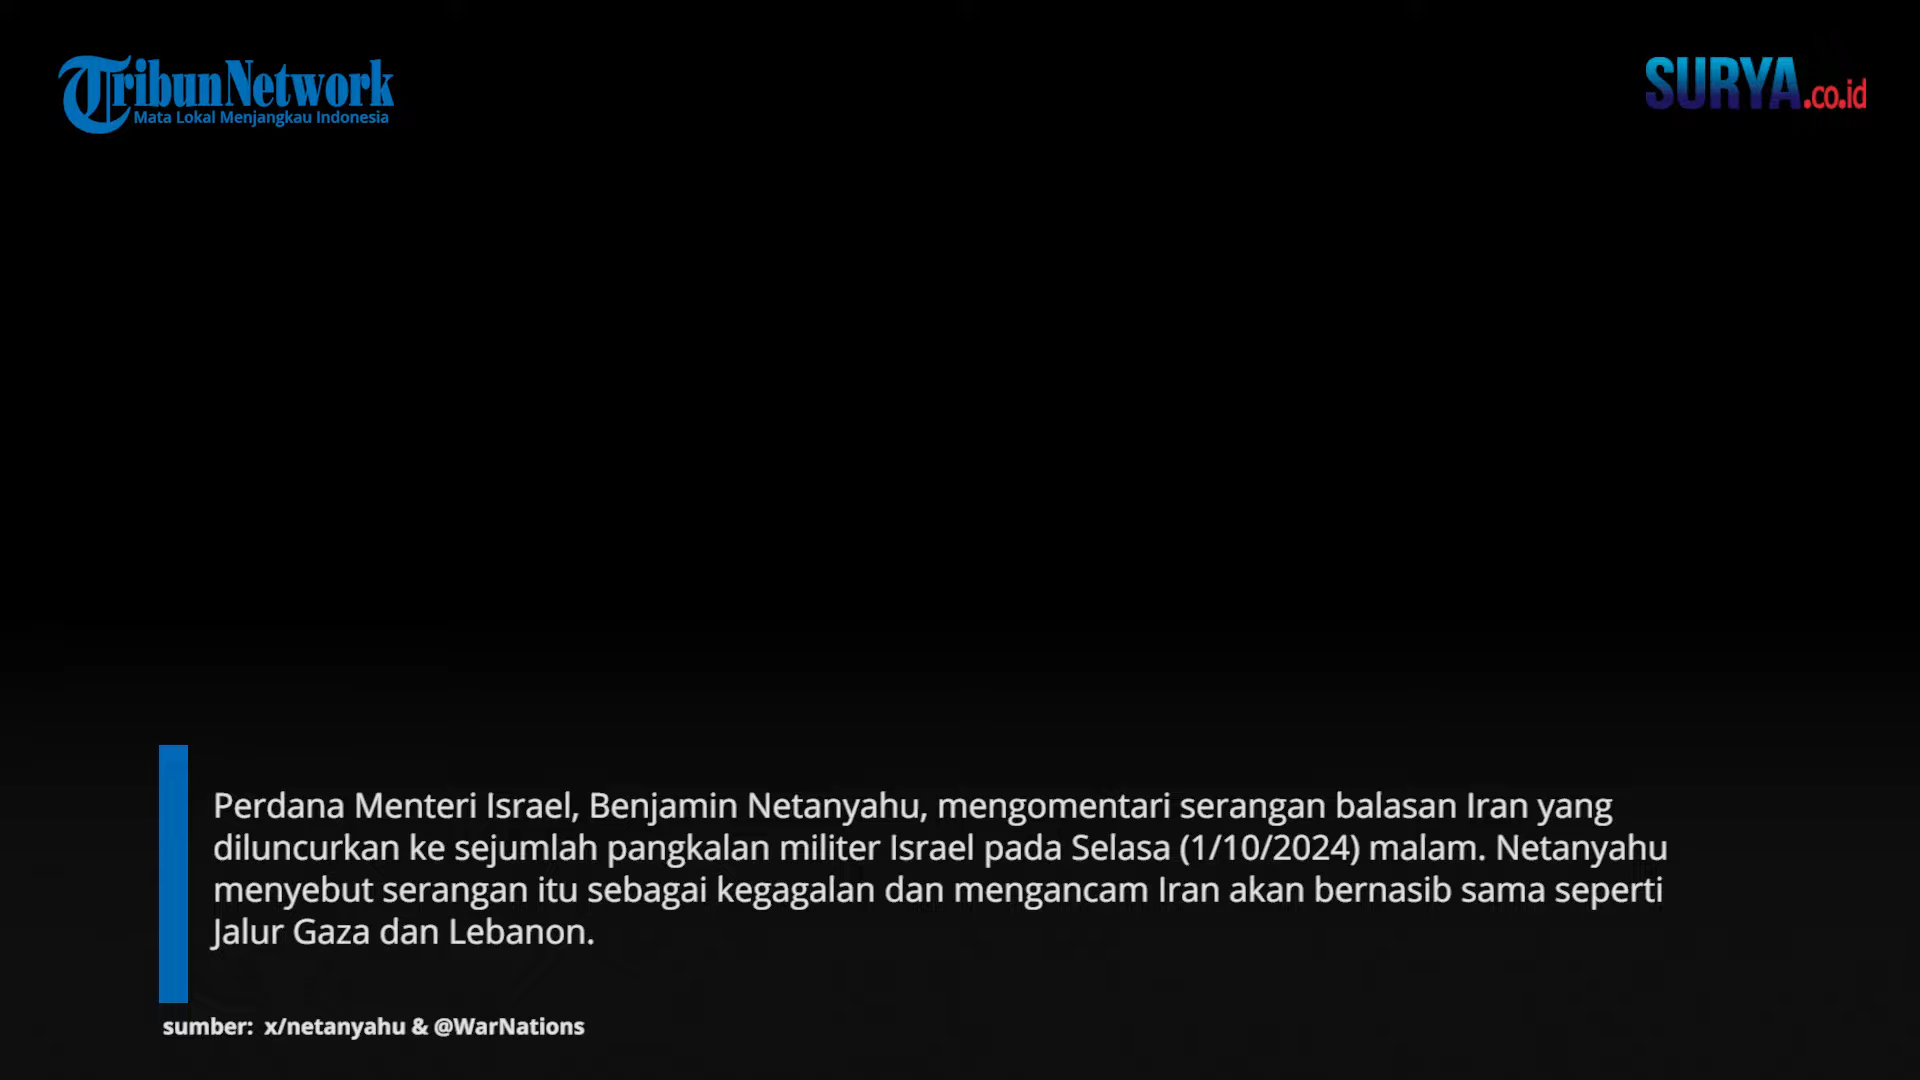 TribunNetwork
Mata Lokal Menjangkau Indonesia
SURYA.co.id
Perdana Menteri Israel, Benjamin Netanyahu, mengomentari serangan balasan Iran yang
diluncurkan ke sejumlah pangkalan militer Israel pada Selasa (1/10/2024) malam. Netanyahu
menyebut serangan itu sebagai kegagalan dan mengancam Iran akan bernasib sama seperti
Jalur Gaza dan Lebanon.
sumber: x/netanyahu & @WarNations